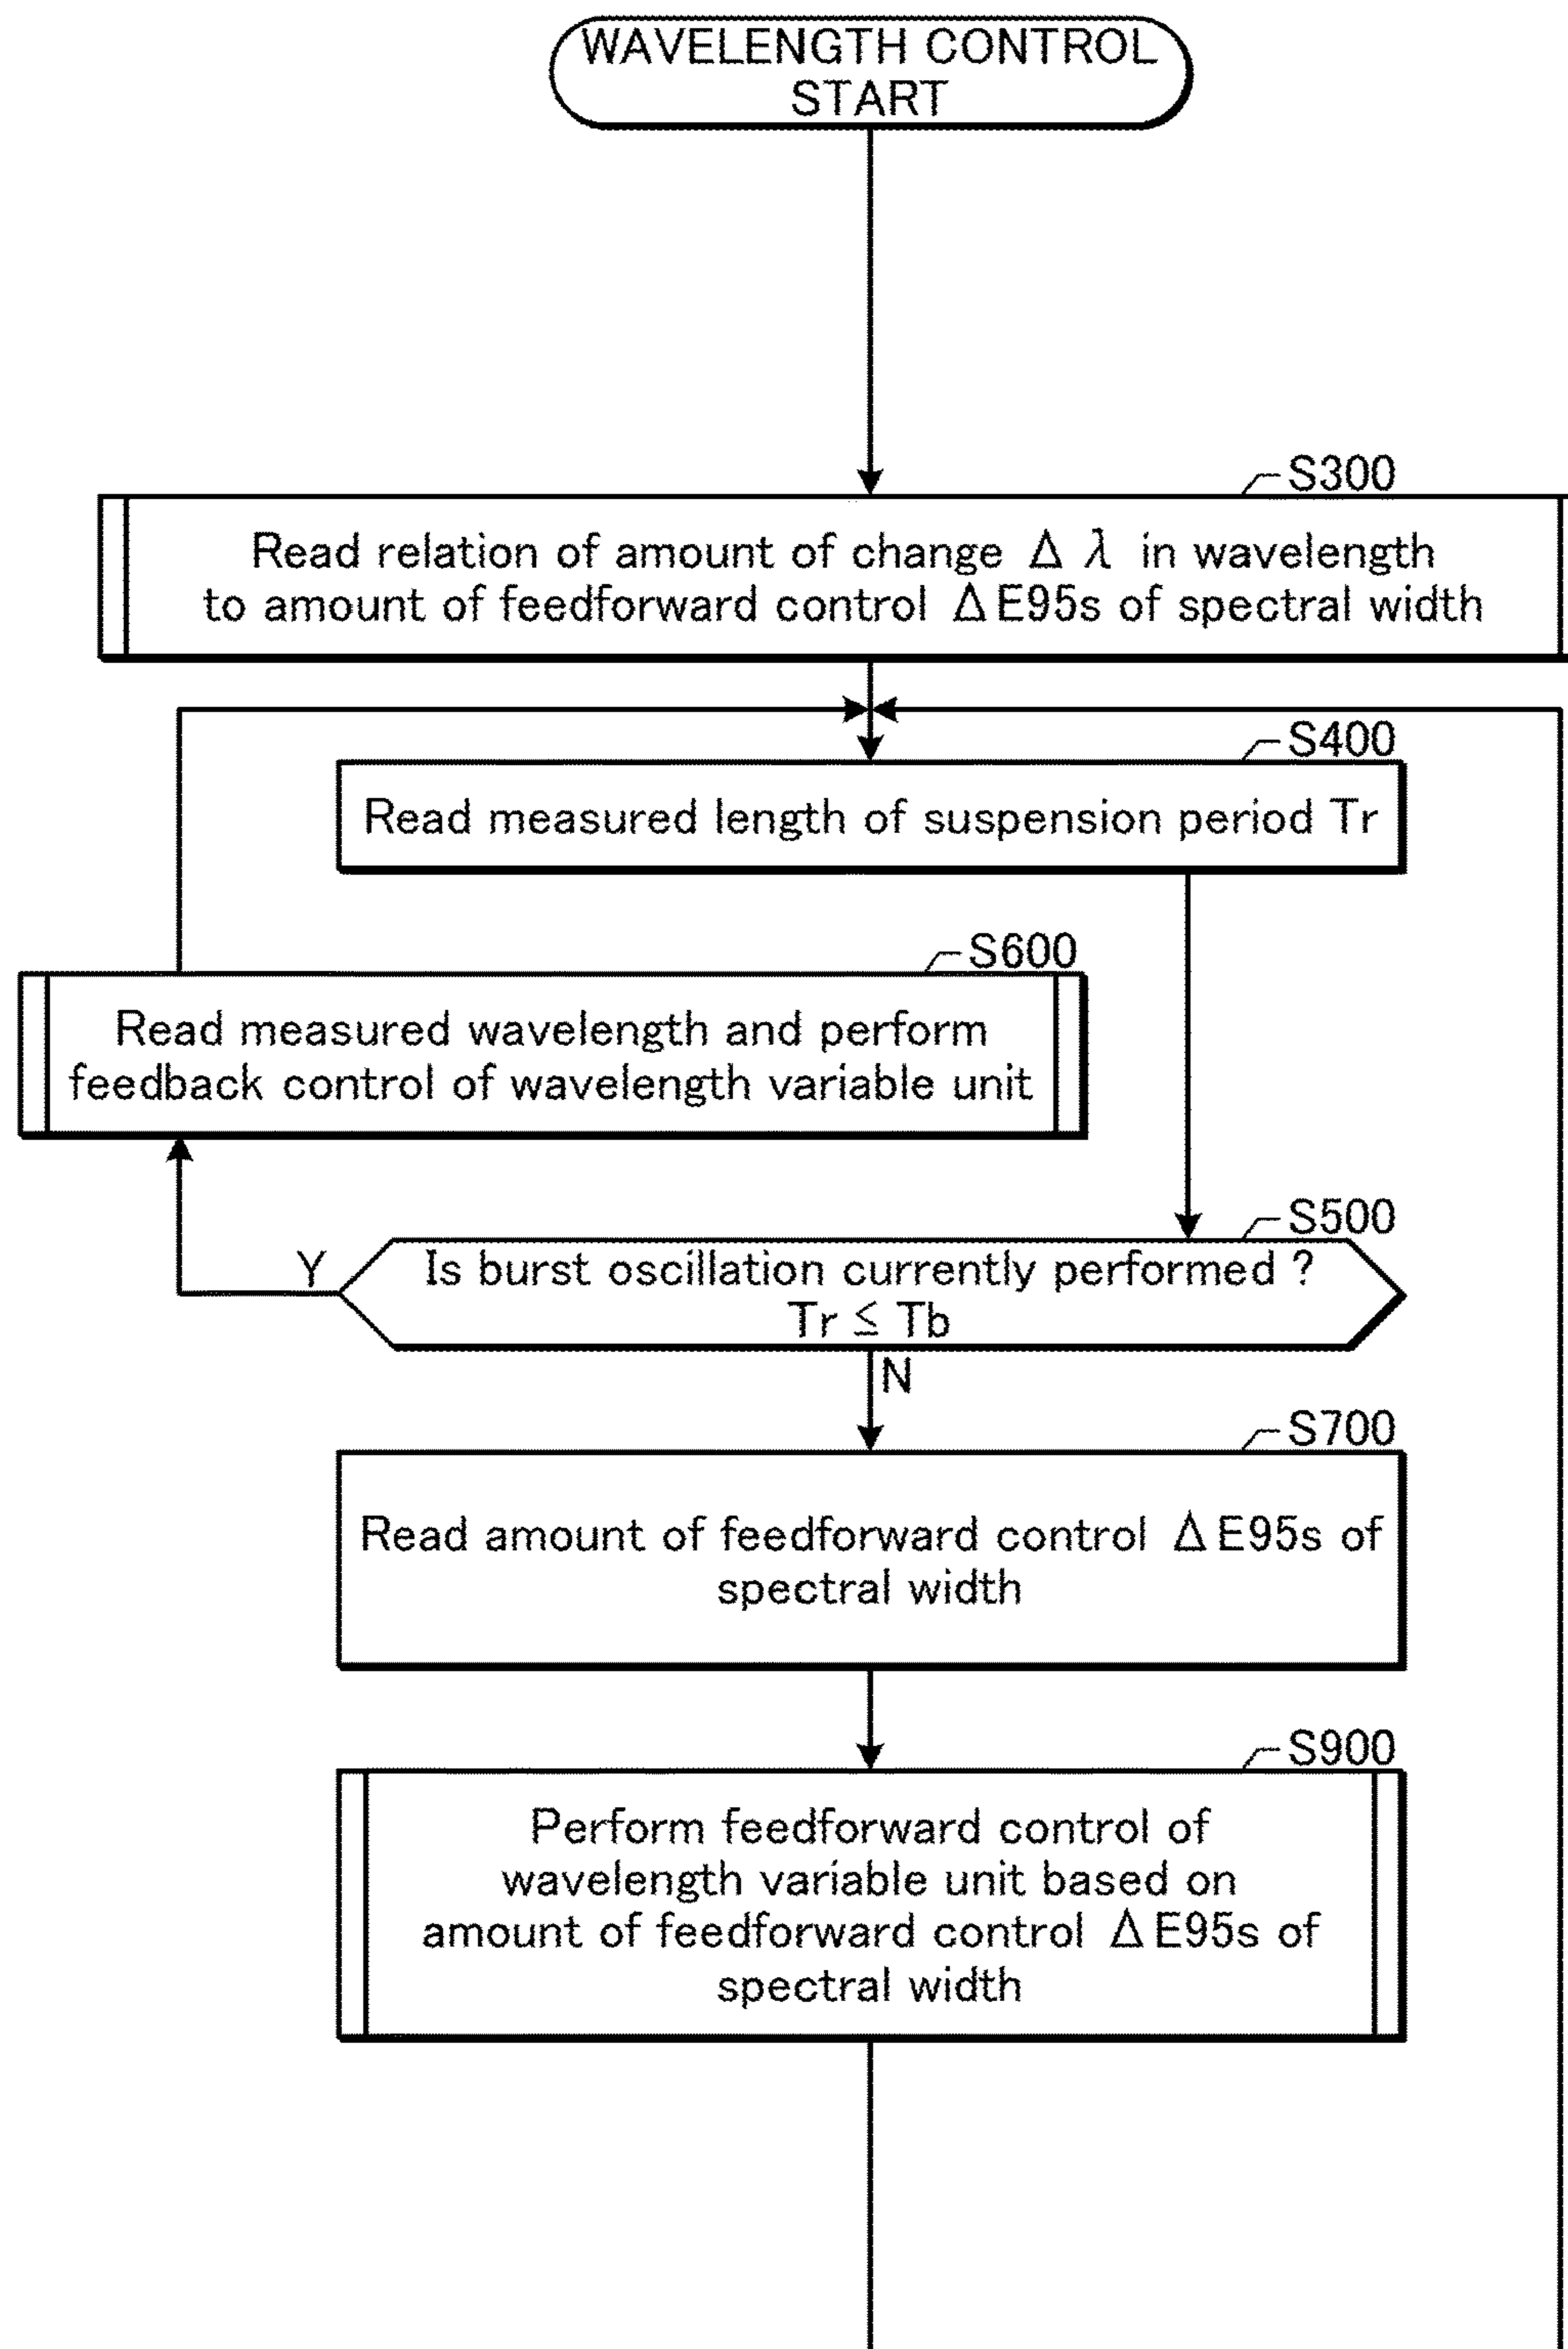 WAVELENGTH CONTROL
START
S300
Read relation of amount of change Δλ in wavelength
to amount of feedforward control ΔE95s of spectral width
S400
Read measured length of suspension period Tr
S600
Read measured wavelength and perform
feedback control of wavelength variable unit
S500
Y
Is burst oscillation currently performed ?
Tr ≤ Tb
N
S700
Read amount of feedforward control ΔE95s of
spectral width
S900
Perform feedforward control of
wavelength variable unit based on
amount of feedforward control ΔE95s of
spectral width